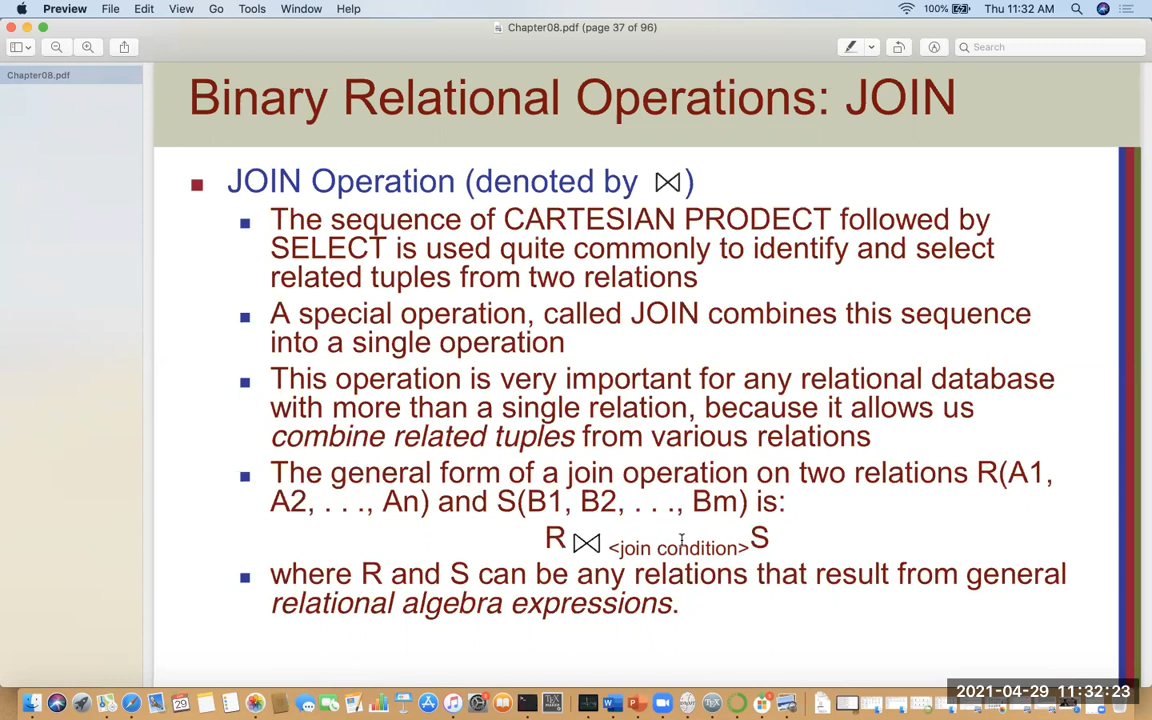 Preview File Edit View Go Tools Window Help 100% Thu 11:32 AM
Chapter08.pdf (page 37 of 96)
Search
Chapter08.pdf
Binary Relational Operations: JOIN
JOIN Operation (denoted by ⋈)
The sequence of CARTESIAN PRODECT followed by
SELECT is used quite commonly to identify and select
related tuples from two relations
A special operation, called JOIN combines this sequence
into a single operation
This operation is very important for any relational database
with more than a single relation, because it allows us
combine related tuples from various relations
The general form of a join operation on two relations R(A1,
A2, . . ., An) and S(B1, B2, . . ., Bm) is:
R ⋈ <join condition>S
where R and S can be any relations that result from general
relational algebra expressions.
2021-04-29 11:32:23